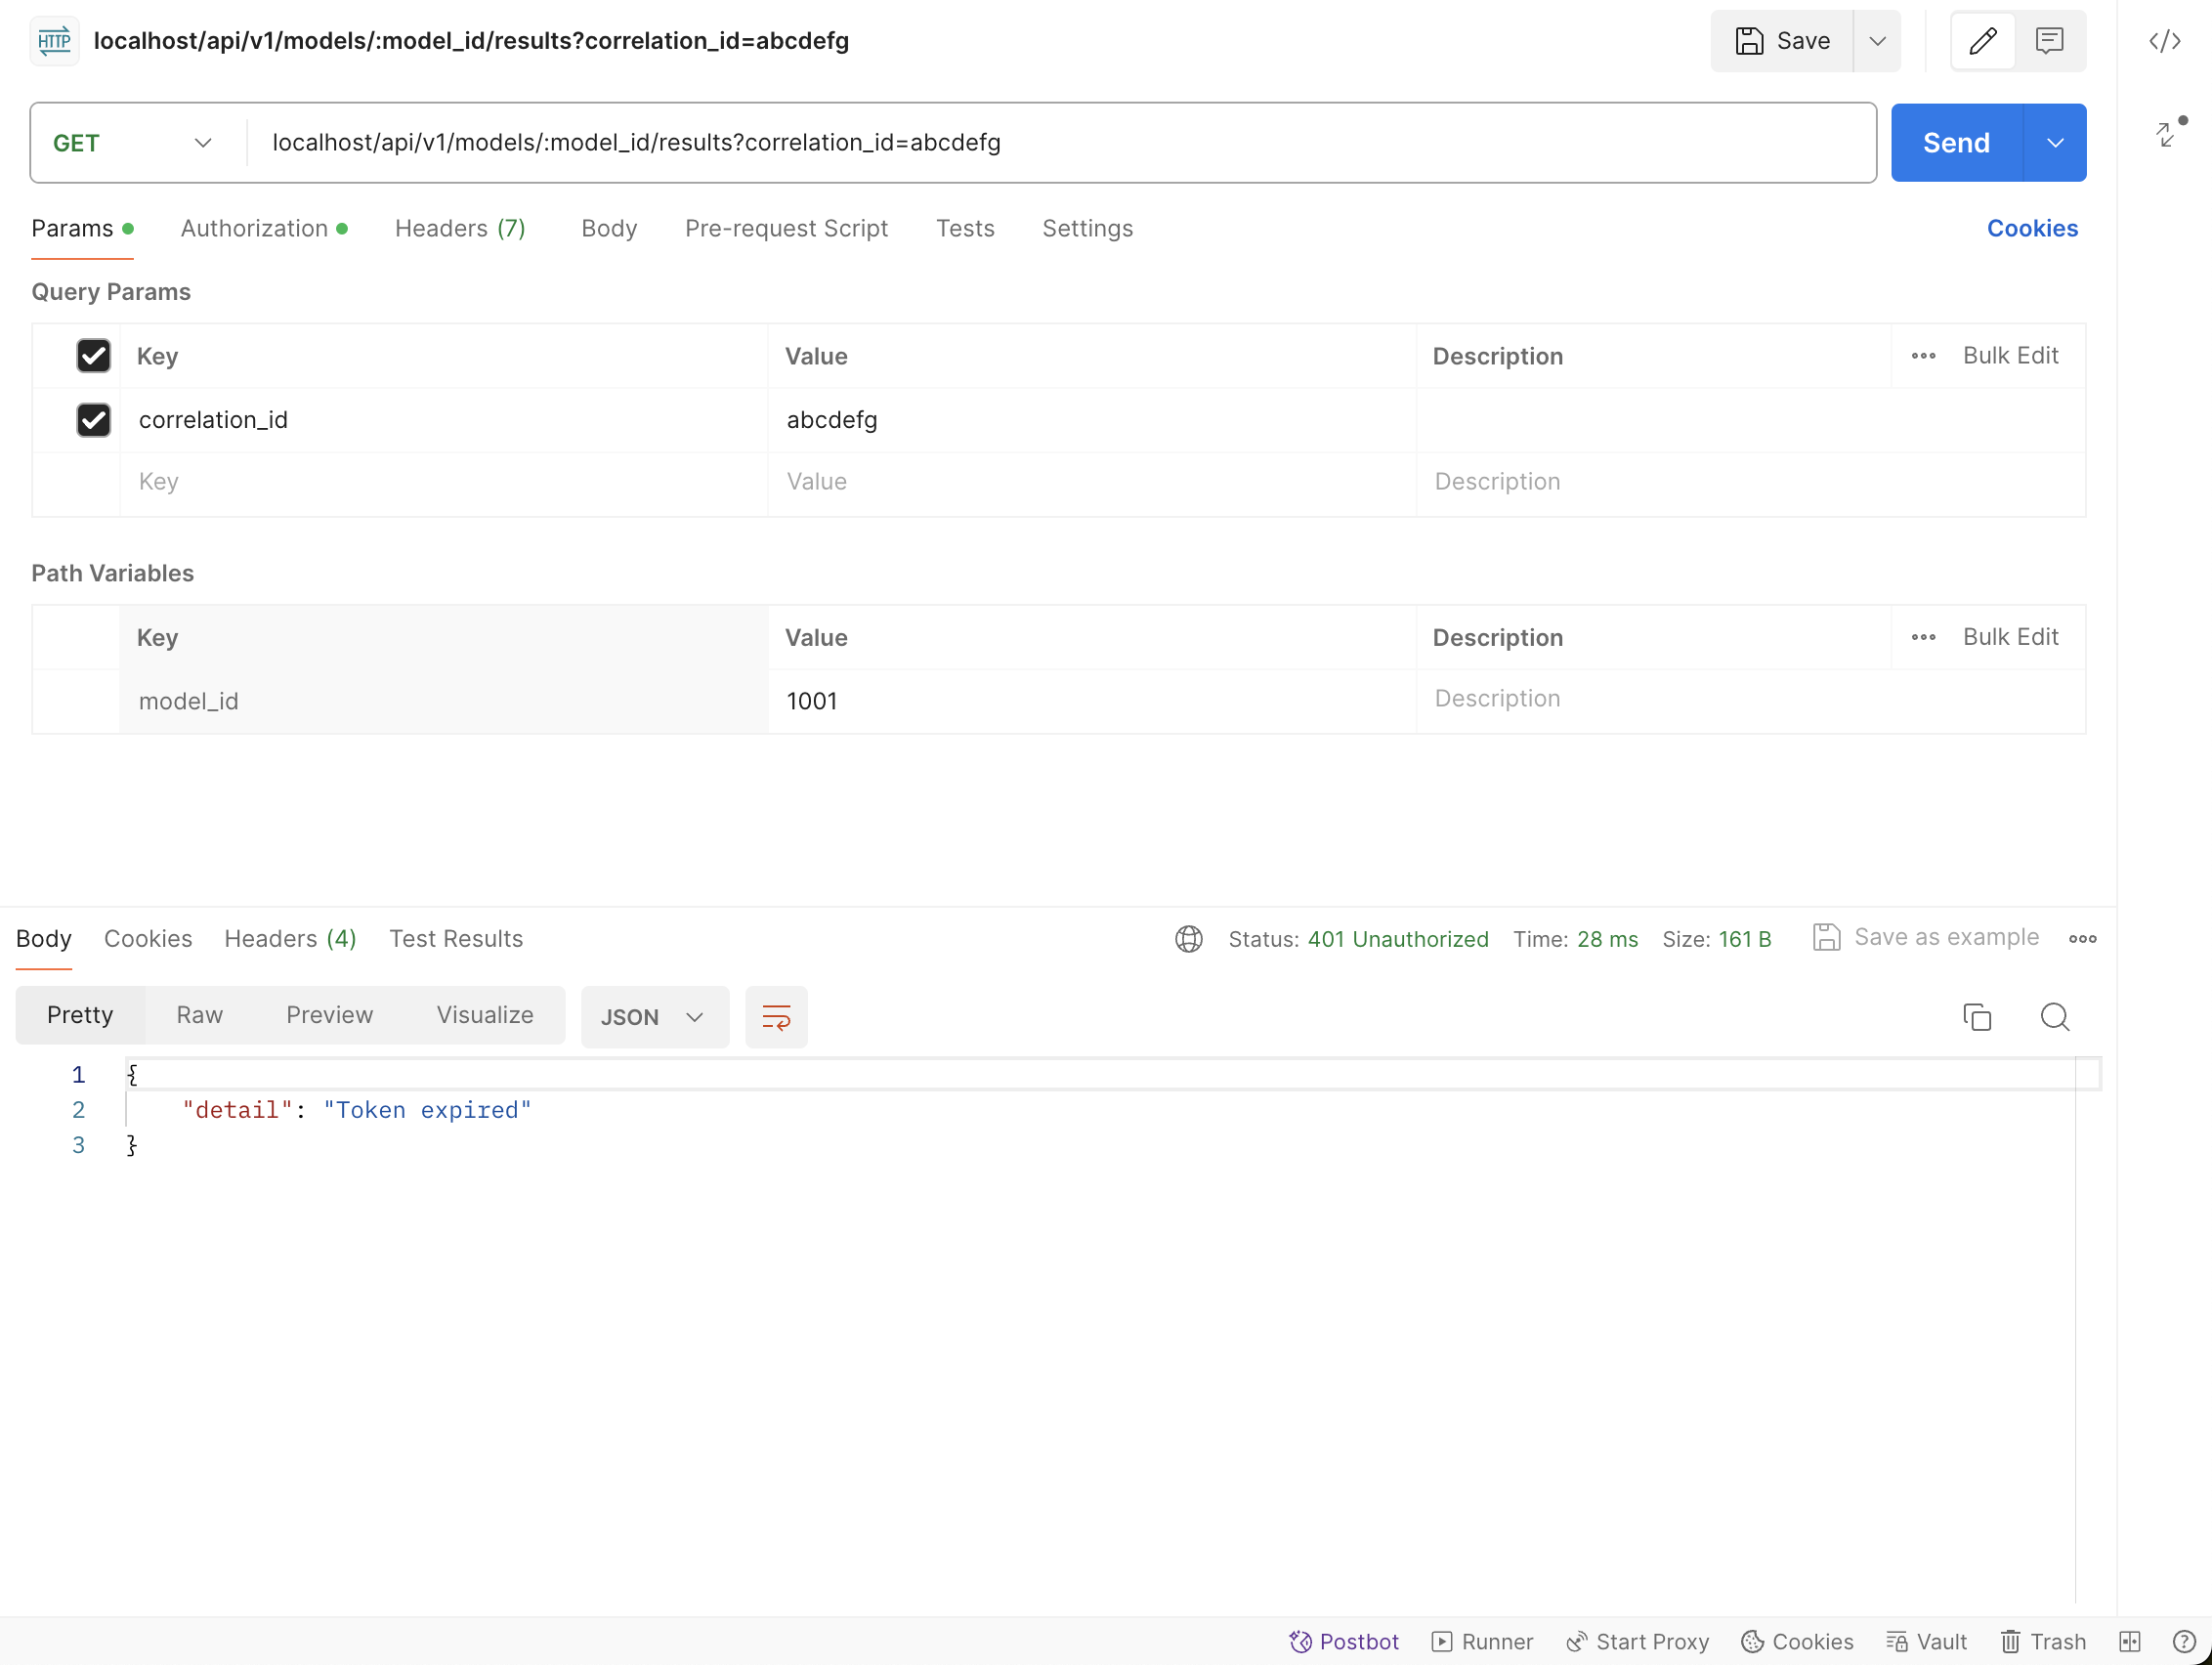 HTTP localhost/api/v1/models/:model_id/results?correlation_id=abcdefg Save
GET localhost/api/v1/models/:model_id/results?correlation_id=abcdefg Send
Params Authorization Headers (7) Body Pre-request Script Tests Settings Cookies
Query Params
Key Value Description Bulk Edit
correlation_id abcdefg
Key Value Description
Path Variables
Key Value Description Bulk Edit
model_id 1001 Description
Body Cookies Headers (4) Test Results Status: 401 Unauthorized Time: 28 ms Size: 161 B Save as example
Pretty Raw Preview Visualize JSON
1 {
2 "detail": "Token expired"
3 }
Postbot Runner Start Proxy Cookies Vault Trash